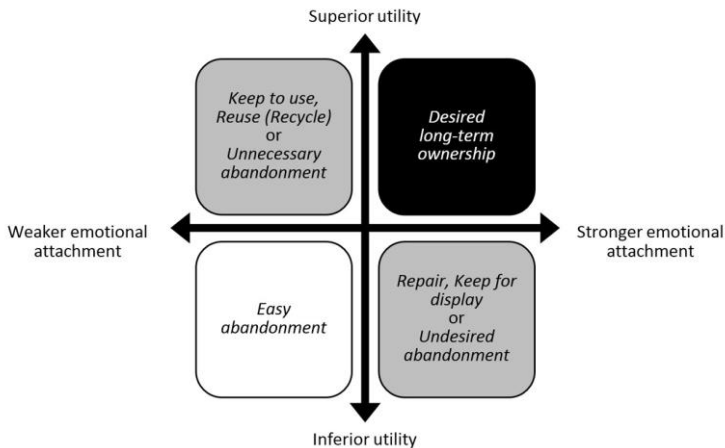 Superior utility
Keep to use,
Reuse (Recycle)
or
Unnecessary
abandonment
Desired
long-term
ownership
Weaker emotional
attachment
Stronger emotional
attachment
Easy
abandonment
Repair, Keep for
display
or
Undesired
abandonment
Inferior utility